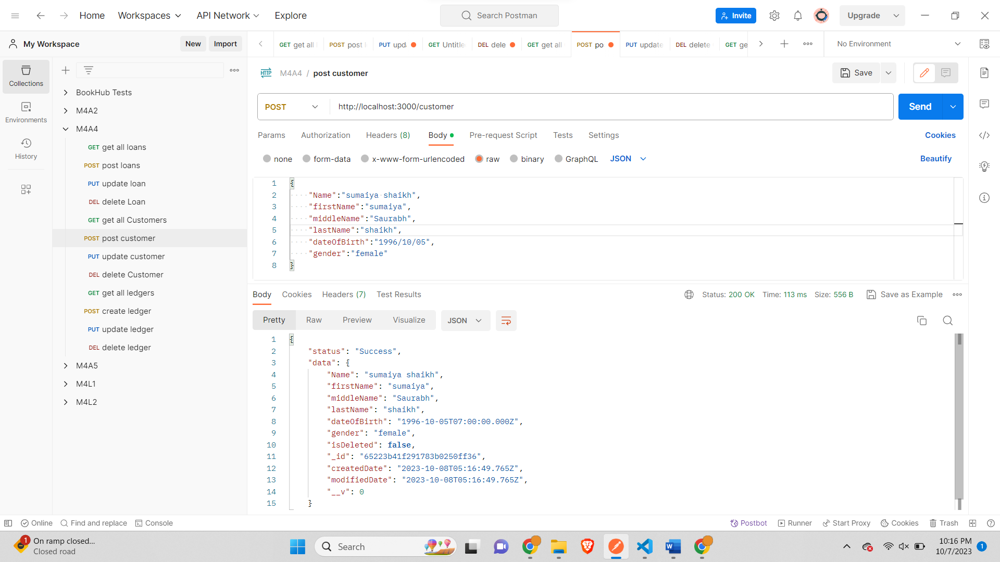 Home Workspaces API Network Explore Search Postman Invite Upgrade
My Workspace New Import
GET get all POST post PUT upd GET Untitle DEL dele GET get all POST po PUT update DEL delete GET ge No Environment
Collections
Environments
History
BookHub Tests
M4A2
M4A4
GET get all loans
POST post loans
PUT update loan
DEL delete Loan
GET get all Customers
POST post customer
PUT update customer
DEL delete Customer
GET get all ledgers
POST create ledger
PUT update ledger
DEL delete ledger
M4A5
M4L1
M4L2
HTTP M4A4 / post customer Save
POST http://localhost:3000/customer Send
Params Authorization Headers (8) Body Pre-request Script Tests Settings Cookies
none form-data x-www-form-urlencoded raw binary GraphQL JSON Beautify
1 {
2 "Name":"sumaiya shaikh",
3 "firstName":"sumaiya",
4 "middleName":"Saurabh",
5 "lastName":"shaikh",
6 "dateOfBirth":"1996/10/05",
7 "gender":"female"
8 }
Body Cookies Headers (7) Test Results Status: 200 OK Time: 113 ms Size: 556 B Save as Example
Pretty Raw Preview Visualize JSON
1 {
2 "status": "Success",
3 "data": {
4 "Name": "sumaiya shaikh",
5 "firstName": "sumaiya",
6 "middleName": "Saurabh",
7 "lastName": "shaikh",
8 "dateOfBirth": "1996-10-05T07:00:00.000Z",
9 "gender": "female",
10 "isDeleted": false,
11 "_id": "65223b41f291783b0250ff36",
12 "createdDate": "2023-10-08T05:16:49.765Z",
13 "modifiedDate": "2023-10-08T05:16:49.765Z",
14 "__v": 0
15 }
Online Find and replace Console Postbot Runner Start Proxy Cookies Trash
1 On ramp closed...
Closed road
Search
10:16 PM
10/7/2023
1